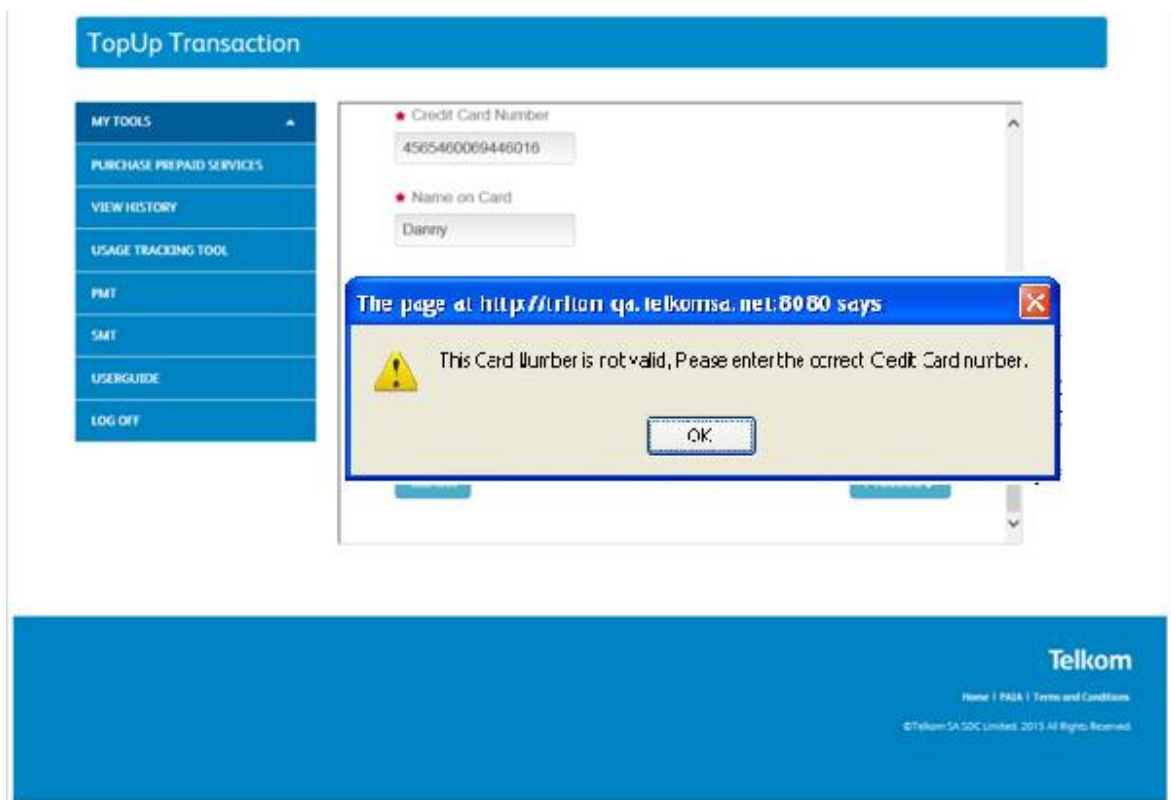 TopUp Transaction
MY TOOLS
PURCHASE PREPAID SERVICES
VIEW HISTORY
USAGE TRACKING TOOL
PMT
SMT
USERGUIDE
LOG OFF
Credit Card Number
4565460069446016
Name on Card
Danny
The page at http://triton-qa.telkomsa.net:8080 says
This Card Number is not valid, Please enter the correct Credit Card number.
OK
Telkom
Home | PAIA | Terms and Conditions
©Telkom SA SOC Limited. 2015 All Rights Reserved.